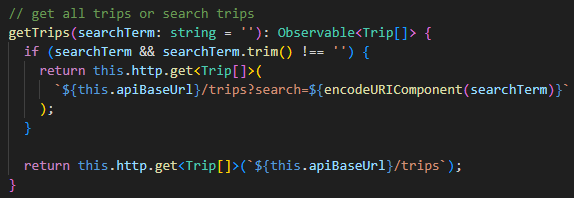 // get all trips or search trips
getTrips(searchTerm: string = ''): Observable<Trip[]> {
  if (searchTerm && searchTerm.trim() !== '') {
    return this.http.get<Trip[]>(
      `${this.apiBaseUrl}/trips?search=${encodeURIComponent(searchTerm)}`
    );
  }

  return this.http.get<Trip[]>(`${this.apiBaseUrl}/trips`);
}